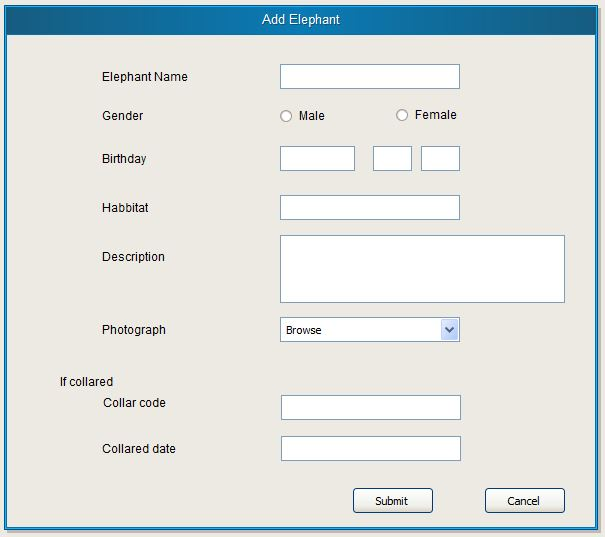 Add Elephant
Elephant Name
Gender
Male
Female
Birthday
Habbitat
Description
Photograph
Browse
If collared
Collar code
Collared date
Submit
Cancel